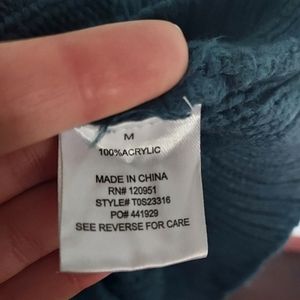 M
100%ACRYLIC
MADE IN CHINA
RN# 120951
STYLE# T0S23316
PO# 441929
SEE REVERSE FOR CARE